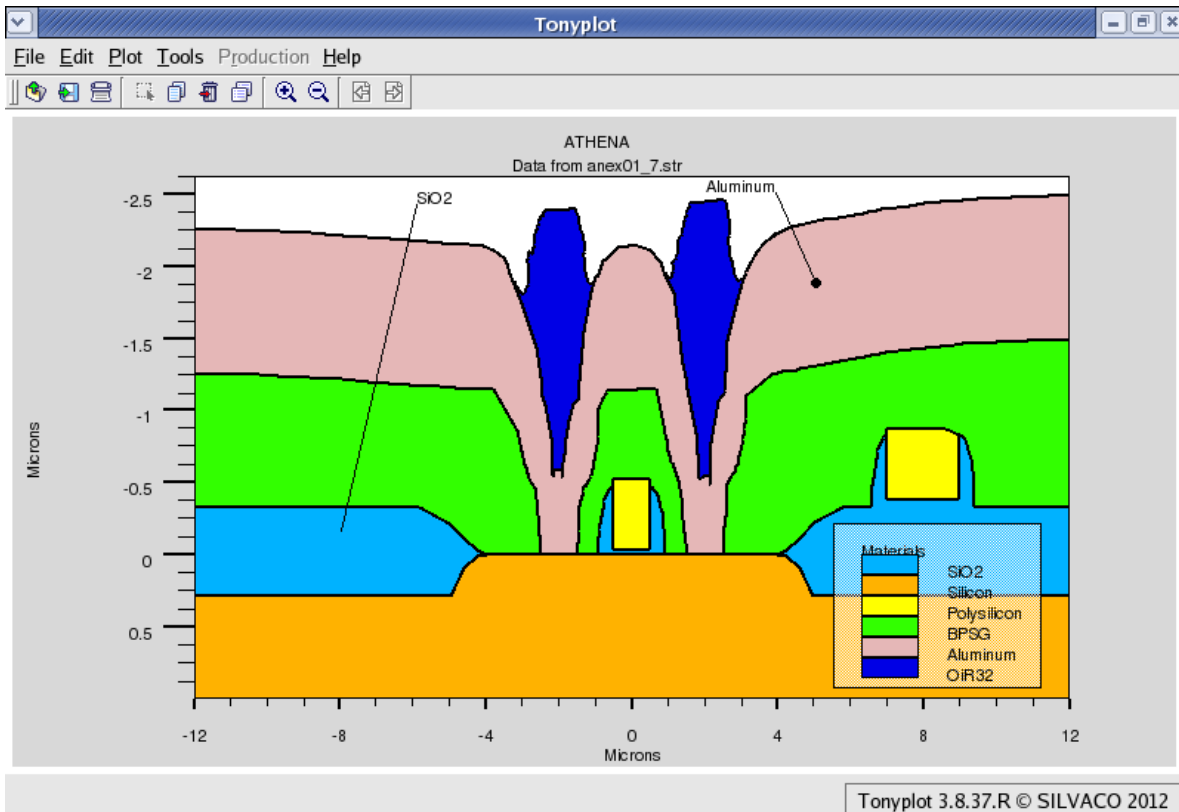 Tonyplot
File Edit Plot Tools Production Help
ATHENA
Data from anex01_7.str
SiO2
Aluminum
-2.5
-2
-1.5
-1
-0.5
0
0.5
Microns
Materials
SiO2
Silicon
Polysilicon
BPSG
Aluminum
OiR32
-12 -8 -4 0 4 8 12
Microns
Tonyplot 3.8.37.R © SILVACO 2012